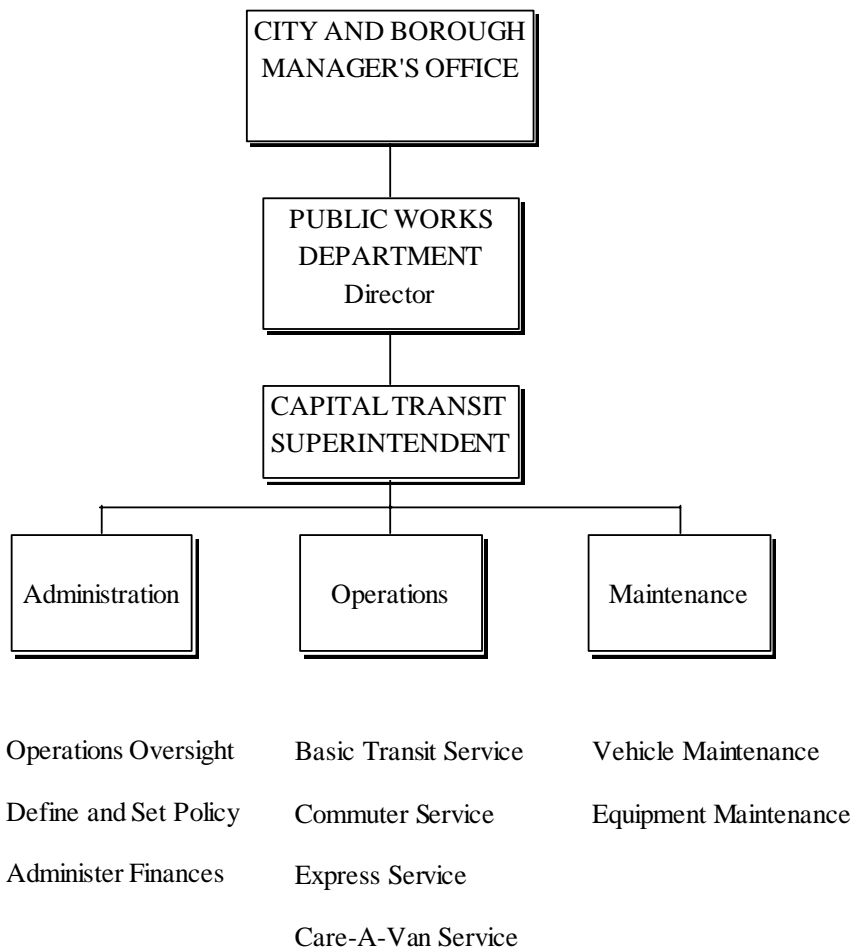 CITY AND BOROUGH
MANAGER'S OFFICE
PUBLIC WORKS
DEPARTMENT
Director
CAPITAL TRANSIT
SUPERINTENDENT
Administration
Operations
Maintenance
Operations Oversight
Define and Set Policy
Administer Finances
Basic Transit Service
Commuter Service
Express Service
Care-A-Van Service
Vehicle Maintenance
Equipment Maintenance